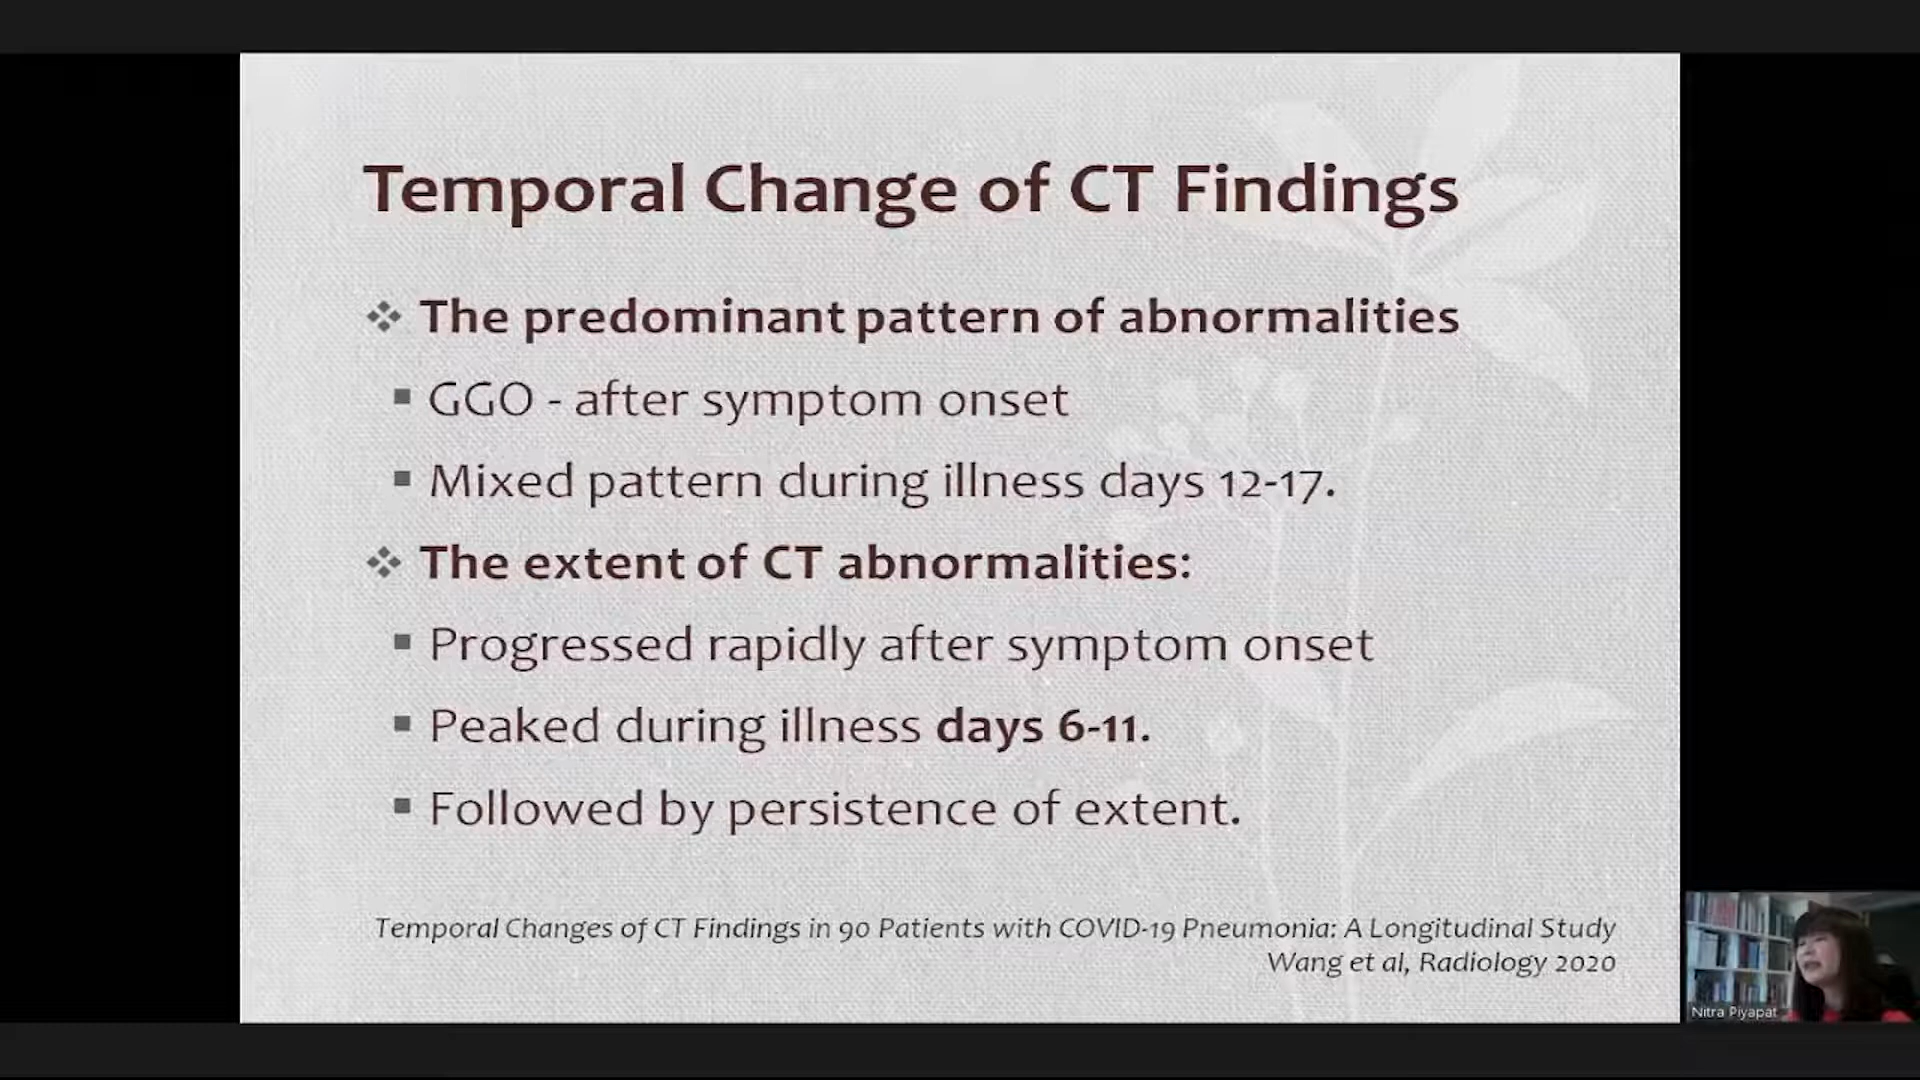 Temporal Change of CT Findings
The predominant pattern of abnormalities
GGO - after symptom onset
Mixed pattern during illness days 12-17.
The extent of CT abnormalities:
Progressed rapidly after symptom onset
Peaked during illness days 6-11.
Followed by persistence of extent.
Temporal Changes of CT Findings in 90 Patients with COVID-19 Pneumonia: A Longitudinal Study
Wang et al, Radiology 2020
Nitra Piyapat